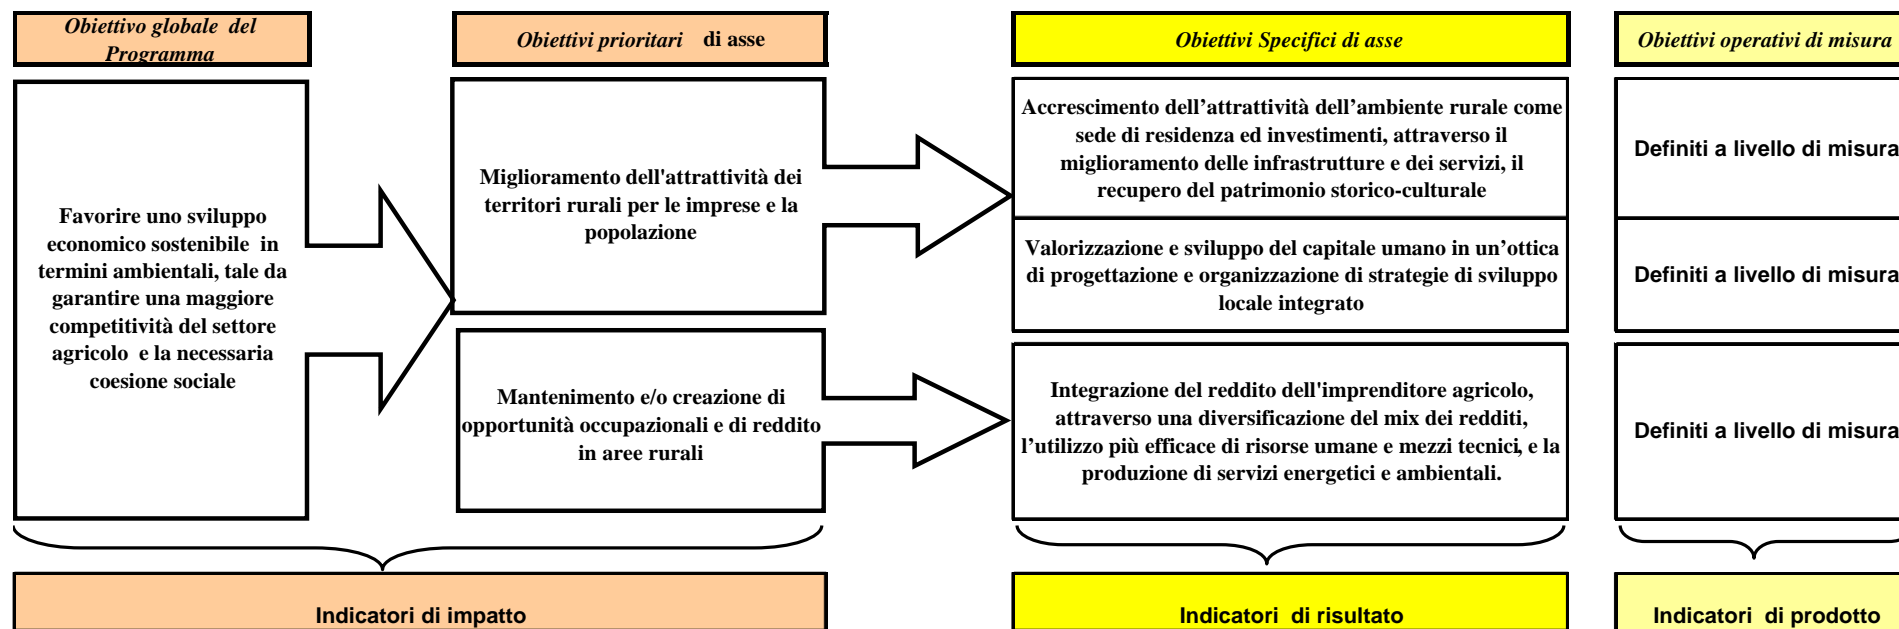 Obiettivo globale del
Programma
Obiettivi prioritari di asse
Obiettivi Specifici di asse
Obiettivi operativi di misura
Favorire uno sviluppo
economico sostenibile in
termini ambientali, tale da
garantire una maggiore
competitività del settore
agricolo e la necessaria
coesione sociale
Miglioramento dell'attrattività dei
territori rurali per le imprese e la
popolazione
Accrescimento dell’attrattività dell’ambiente rurale come
sede di residenza ed investimenti, attraverso il
miglioramento delle infrastrutture e dei servizi, il
recupero del patrimonio storico-culturale
Definiti a livello di misura
Valorizzazione e sviluppo del capitale umano in un’ottica
di progettazione e organizzazione di strategie di sviluppo
locale integrato
Definiti a livello di misura
Mantenimento e/o creazione di
opportunità occupazionali e di reddito
in aree rurali
Integrazione del reddito dell'imprenditore agricolo,
attraverso una diversificazione del mix dei redditi,
l’utilizzo più efficace di risorse umane e mezzi tecnici, e la
produzione di servizi energetici e ambientali.
Definiti a livello di misura
Indicatori di impatto
Indicatori di risultato
Indicatori di prodotto